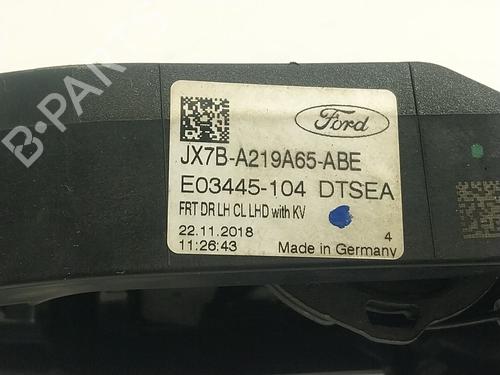 B-PARTS
Ford
JX7B-A219A65-ABE
E03445-104 DTSEA
FRT DR LH CL LHD with KV
22.11.2018
4
11:26:43
Made in Germany